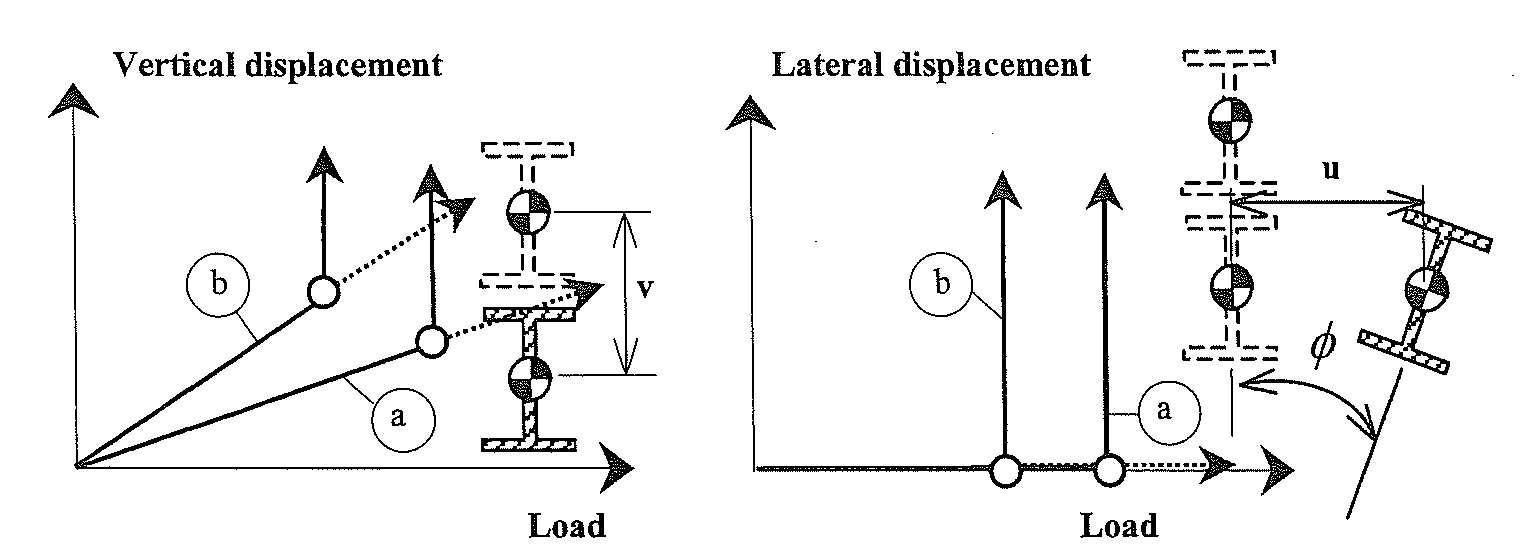 Vertical displacement
Lateral displacement
u
b
v
b
ϕ
a
a
Load
Load